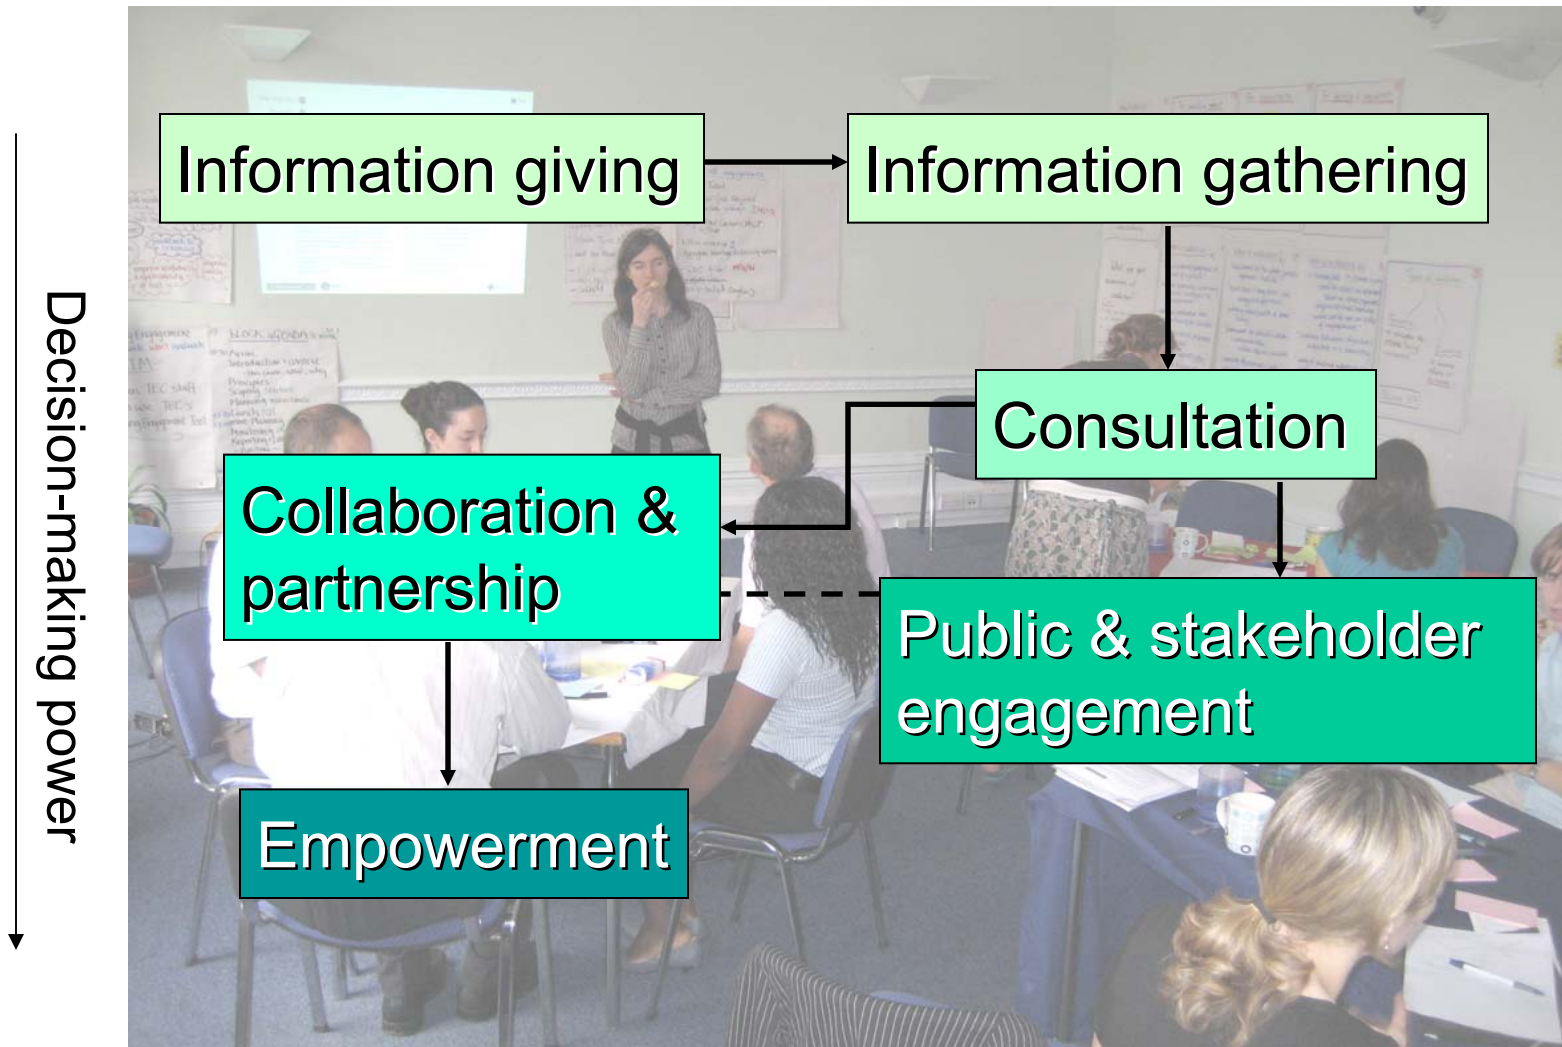 Decision-making power
Information giving
Information gathering
Consultation
Collaboration &
partnership
Public & stakeholder
engagement
Empowerment